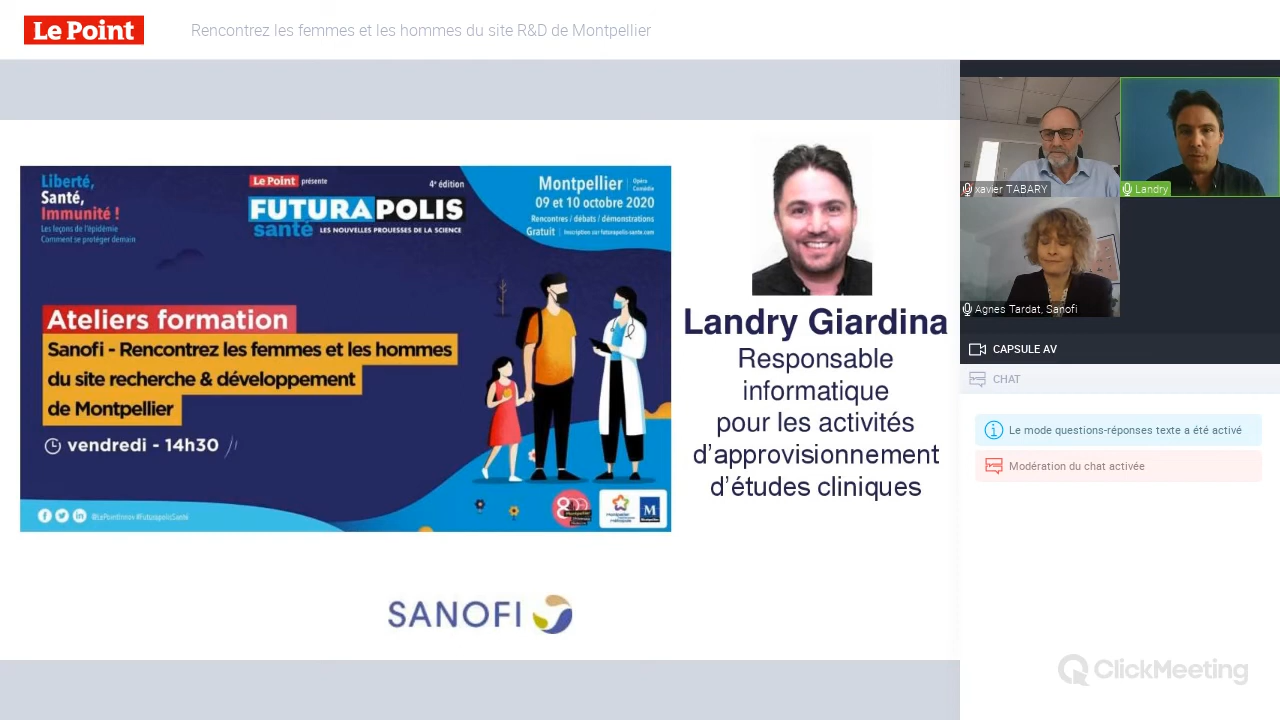 Le Point
Rencontrez les femmes et les hommes du site R&D de Montpellier
Liberté,
Santé,
Immunité !
Les leçons de l'épidémie
Comment se protéger demain
Le Point présente
4e édition
FUTURAPOLIS
santé
LES NOUVELLES PROUESSES DE LA SCIENCE
Montpellier | Opéra Comédie
09 et 10 octobre 2020
Rencontres / débats / démonstrations
Gratuit | Inscription sur futurapolis-sante.com
Ateliers formation
Sanofi - Rencontrez les femmes et les hommes
du site recherche & développement
de Montpellier
vendredi - 14h30
@LePointInnov #FuturapolisSanté
Landry Giardina
Responsable
informatique
pour les activités
d'approvisionnement
d'études cliniques
SANOFI
xavier TABARY
Landry
Agnes Tardat, Sanofi
CAPSULE AV
CHAT
Le mode questions-réponses texte a été activé
Modération du chat activée
ClickMeeting